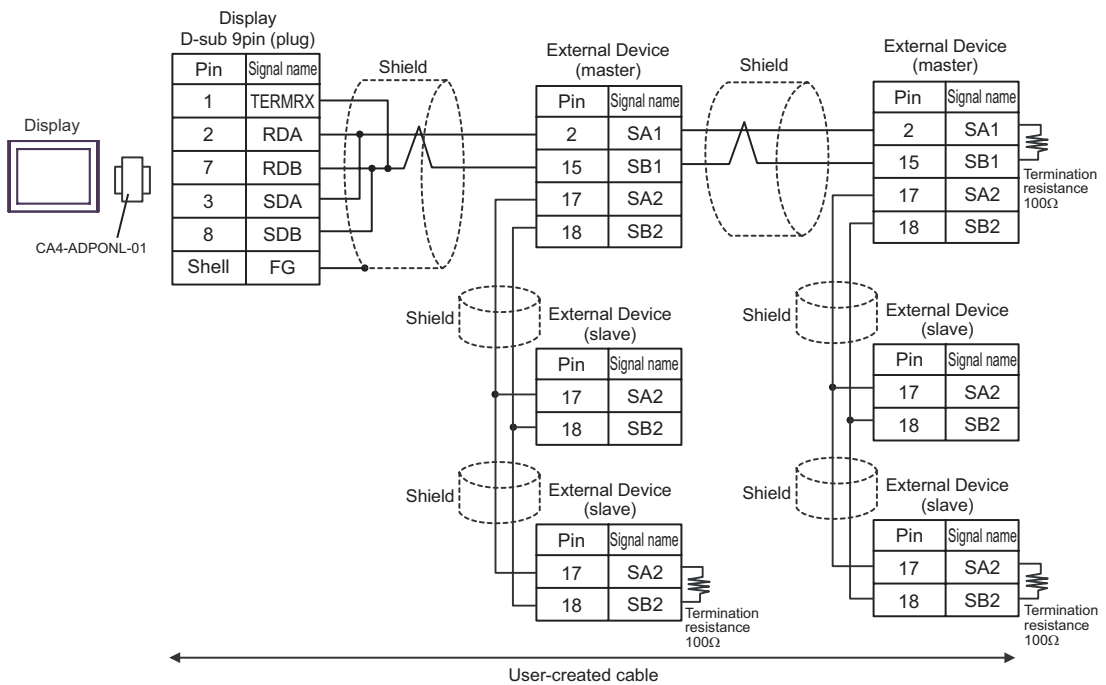 Display
D-sub 9pin (plug)
Pin Signal name
1 TERMRX
2 RDA
7 RDB
3 SDA
8 SDB
Shell FG
Display
CA4-ADPONL-01
Shield
External Device
(master)
Pin Signal name
2 SA1
15 SB1
17 SA2
18 SB2
Shield
External Device
(master)
Pin Signal name
2 SA1
15 SB1
17 SA2
18 SB2
Termination
resistance
100Ω
Shield
External Device
(slave)
Pin Signal name
17 SA2
18 SB2
Shield
External Device
(slave)
Pin Signal name
17 SA2
18 SB2
Shield
External Device
(slave)
Pin Signal name
17 SA2
18 SB2
Termination
resistance
100Ω
Shield
External Device
(slave)
Pin Signal name
17 SA2
18 SB2
Termination
resistance
100Ω
User-created cable